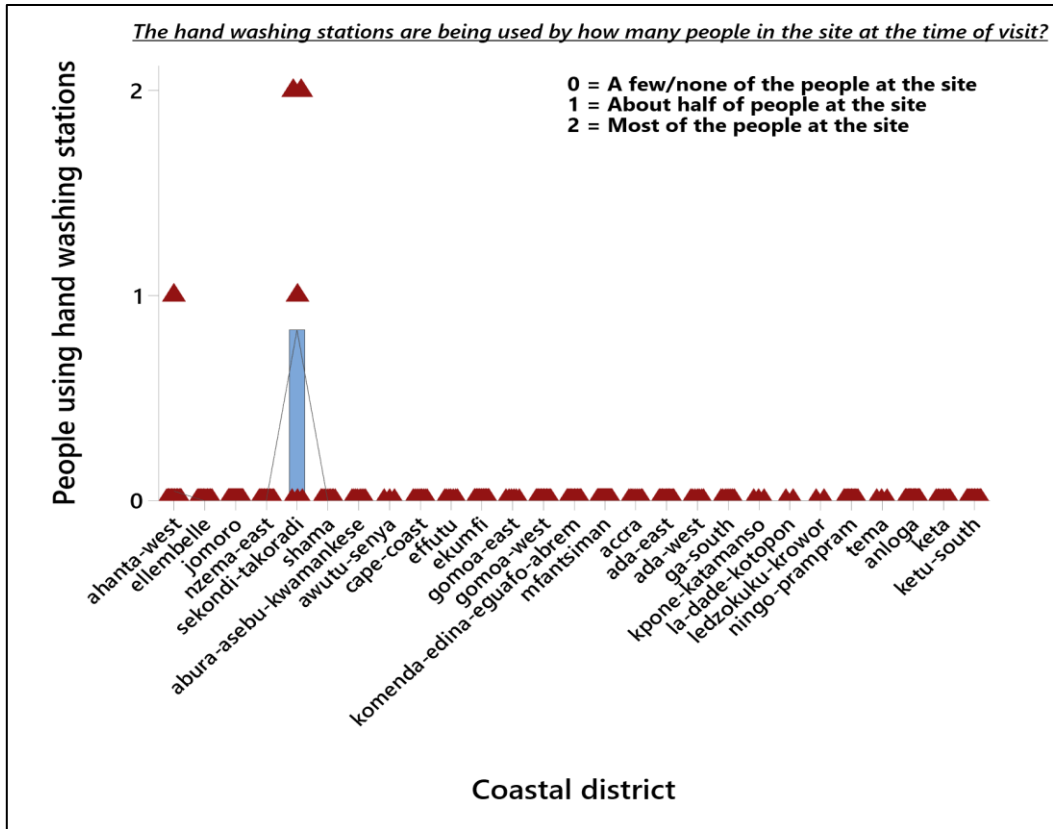 The hand washing stations are being used by how many people in the site at the time of visit?
0 = A few/none of the people at the site
1 = About half of people at the site
2 = Most of the people at the site
People using hand washing stations
2
1
0
ahanta-west
ellembelle
jomoro
nzema-east
sekondi-takoradi
shama
abura-asebu-kwamankese
awutu-senya
cape-coast
effutu
ekumfi
gomoa-east
gomoa-west
komenda-edina-eguafo-abrem
mfantsiman
accra
ada-east
ada-west
ga-south
kpone-katamanso
la-dade-kotopon
ledzokuku-krowor
ningo-prampram
tema
anloga
keta
ketu-south
Coastal district